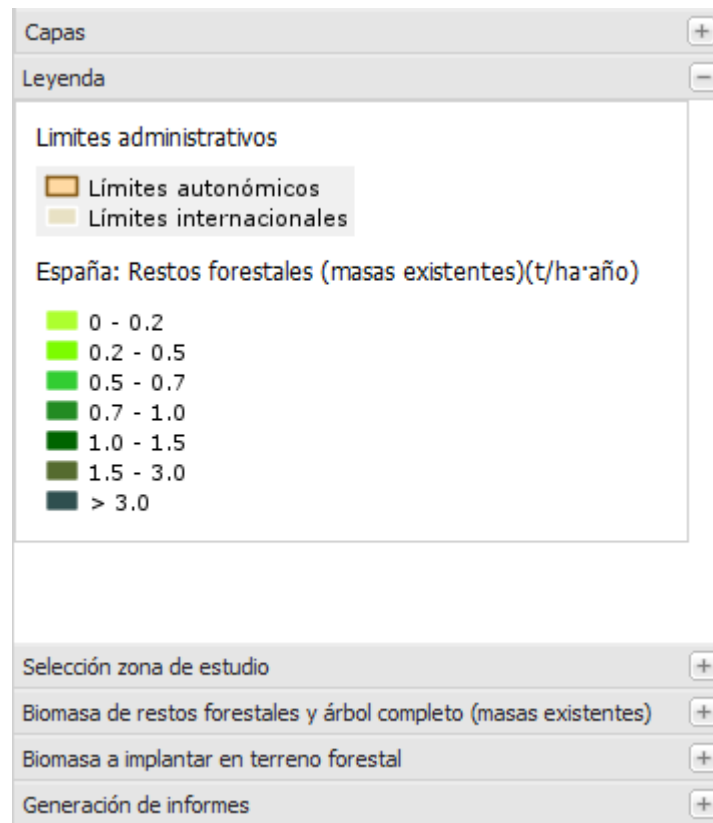 Capas
Leyenda
Limites administrativos
Límites autonómicos
Límites internacionales
España: Restos forestales (masas existentes)(t/ha·año)
0 - 0.2
0.2 - 0.5
0.5 - 0.7
0.7 - 1.0
1.0 - 1.5
1.5 - 3.0
> 3.0
Selección zona de estudio
Biomasa de restos forestales y árbol completo (masas existentes)
Biomasa a implantar en terreno forestal
Generación de informes